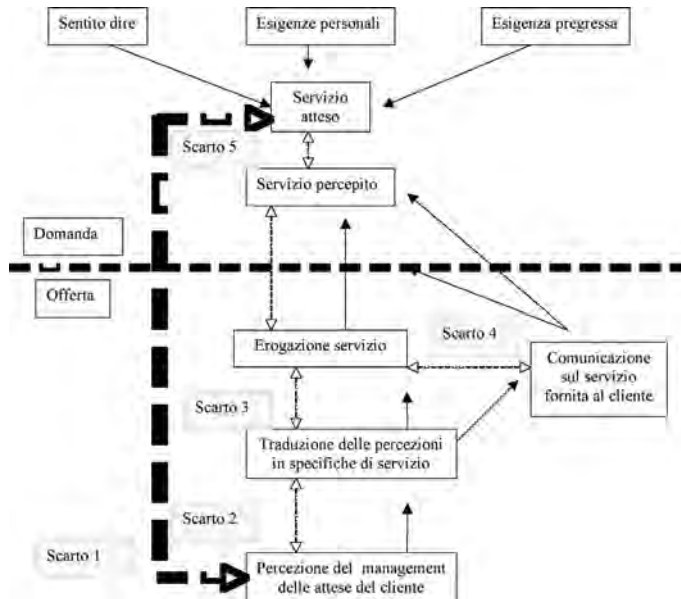 Sentito dire
Esigenze personali
Esigenza pregressa
Servizio
atteso
Scarto 5
Servizio percepito
Domanda
Offerta
Erogazione servizio
Scarto 4
Comunicazione
sul servizio
fornita al cliente
Scarto 3
Traduzione delle percezioni
in specifiche di servizio
Scarto 2
Scarto 1
Percezione del management
delle attese del cliente